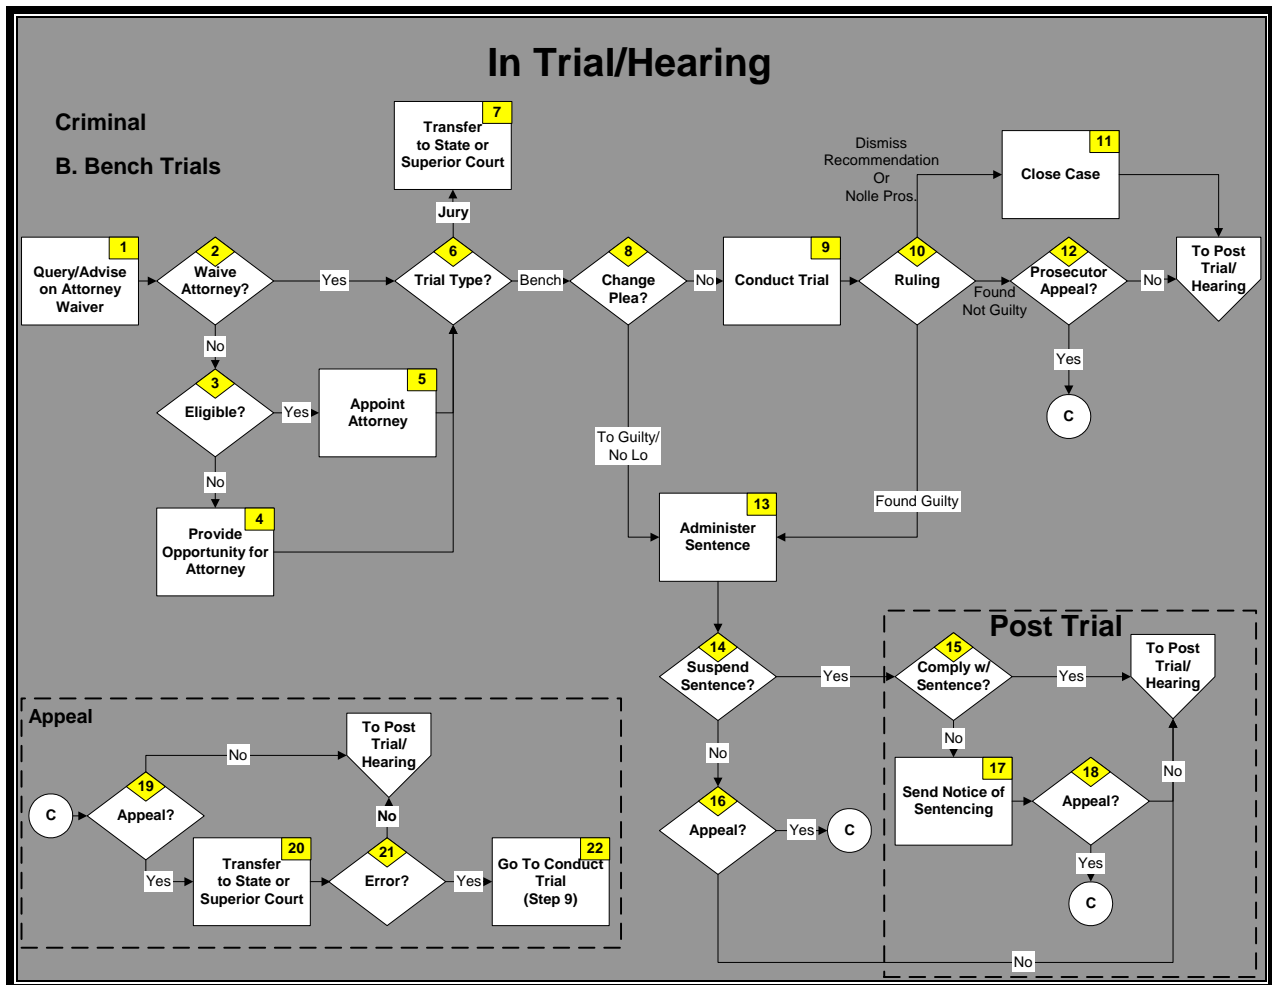 In Trial/Hearing
Criminal
B. Bench Trials
1
Query/Advise
on Attorney
Waiver
2
Waive
Attorney?
Yes
No
3
Eligible?
Yes
No
4
Provide
Opportunity for
Attorney
5
Appoint
Attorney
6
Trial Type?
Jury
7
Transfer
to State or
Superior Court
Bench
8
Change
Plea?
No
To Guilty/
No Lo
9
Conduct Trial
10
Ruling
Dismiss
Recommendation
Or
Nolle Pros.
Found
Not Guilty
Found Guilty
11
Close Case
12
Prosecutor
Appeal?
No
Yes
C
To Post
Trial/
Hearing
13
Administer
Sentence
14
Suspend
Sentence?
Yes
No
Post Trial
15
Comply w/
Sentence?
Yes
No
To Post
Trial/
Hearing
16
Appeal?
Yes
C
No
17
Send Notice of
Sentencing
18
Appeal?
No
Yes
C
Appeal
C
19
Appeal?
No
Yes
To Post
Trial/
Hearing
20
Transfer
to State or
Superior Court
21
Error?
No
Yes
22
Go To Conduct
Trial
(Step 9)